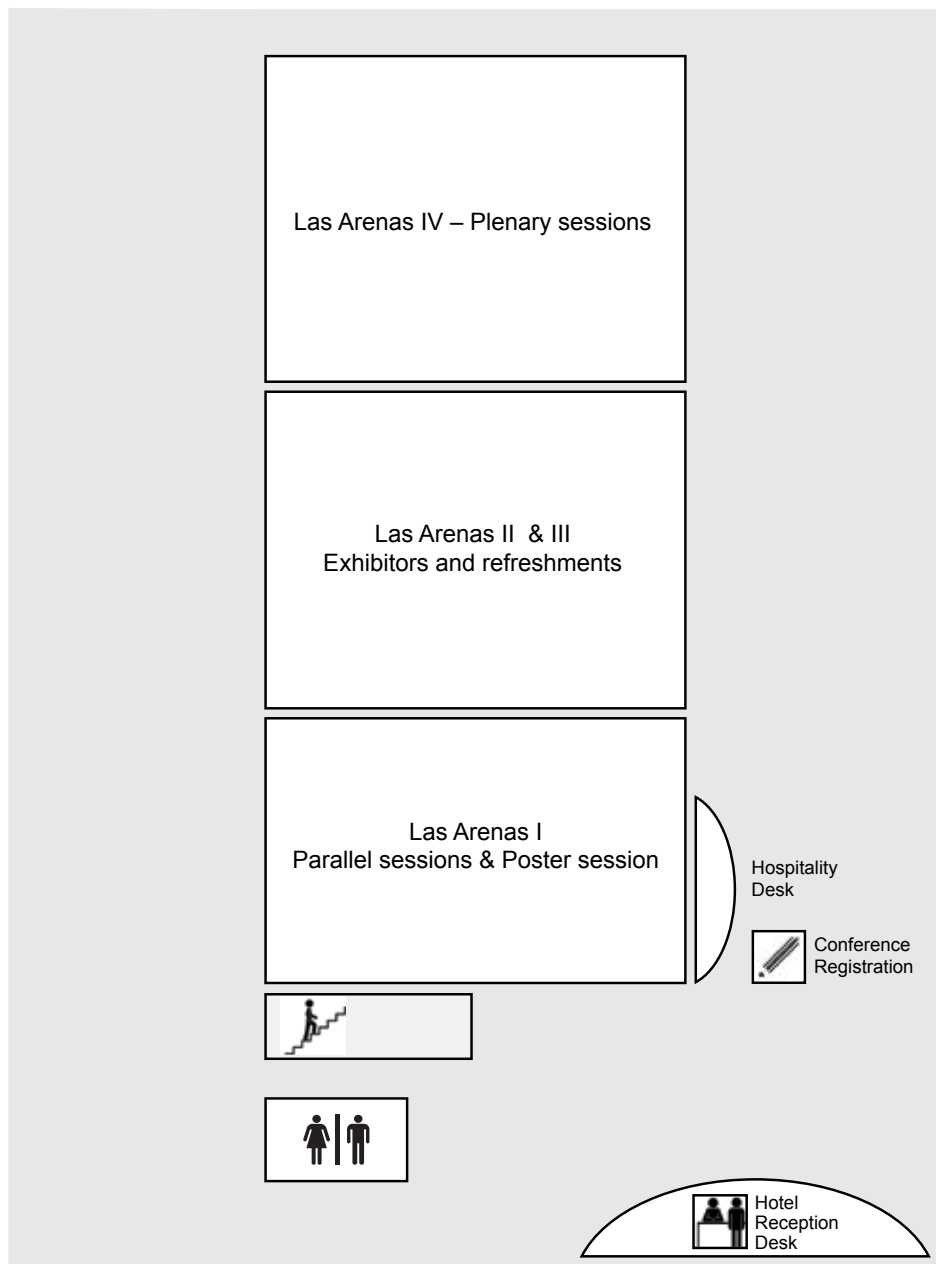 Las Arenas IV – Plenary sessions
Las Arenas II & III
Exhibitors and refreshments
Las Arenas I
Parallel sessions & Poster session
Hospitality
Desk
Conference
Registration
Hotel
Reception
Desk